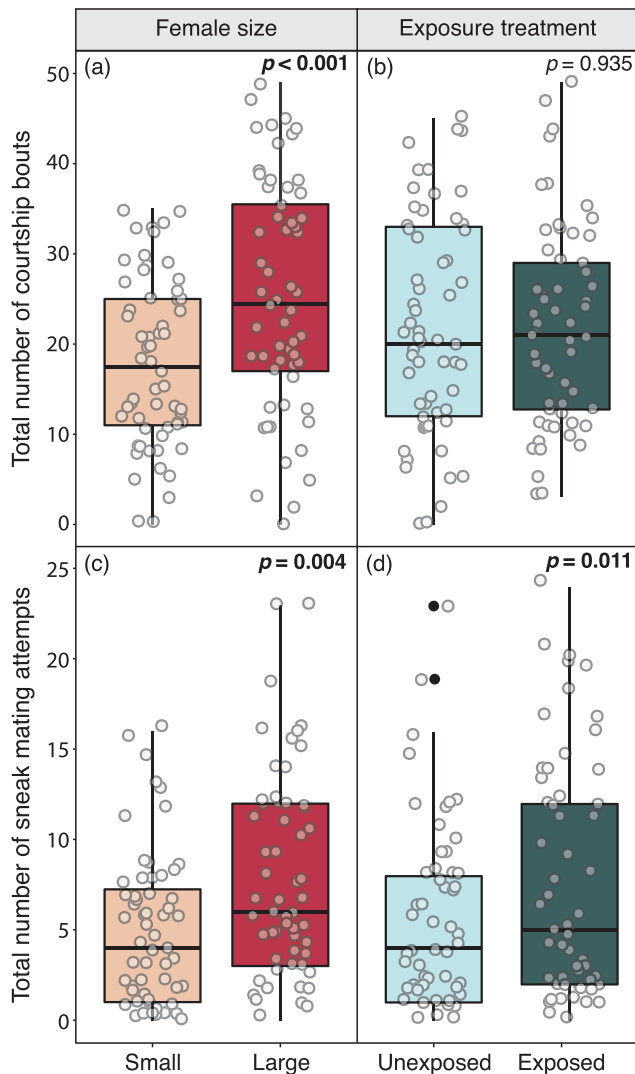 Female size
Exposure treatment
(a)
p < 0.001
(b)
p = 0.935
Total number of courtship bouts
50
40
30
20
10
0
(c)
p = 0.004
(d)
p = 0.011
Total number of sneak mating attempts
25
20
15
10
5
0
Small
Large
Unexposed
Exposed